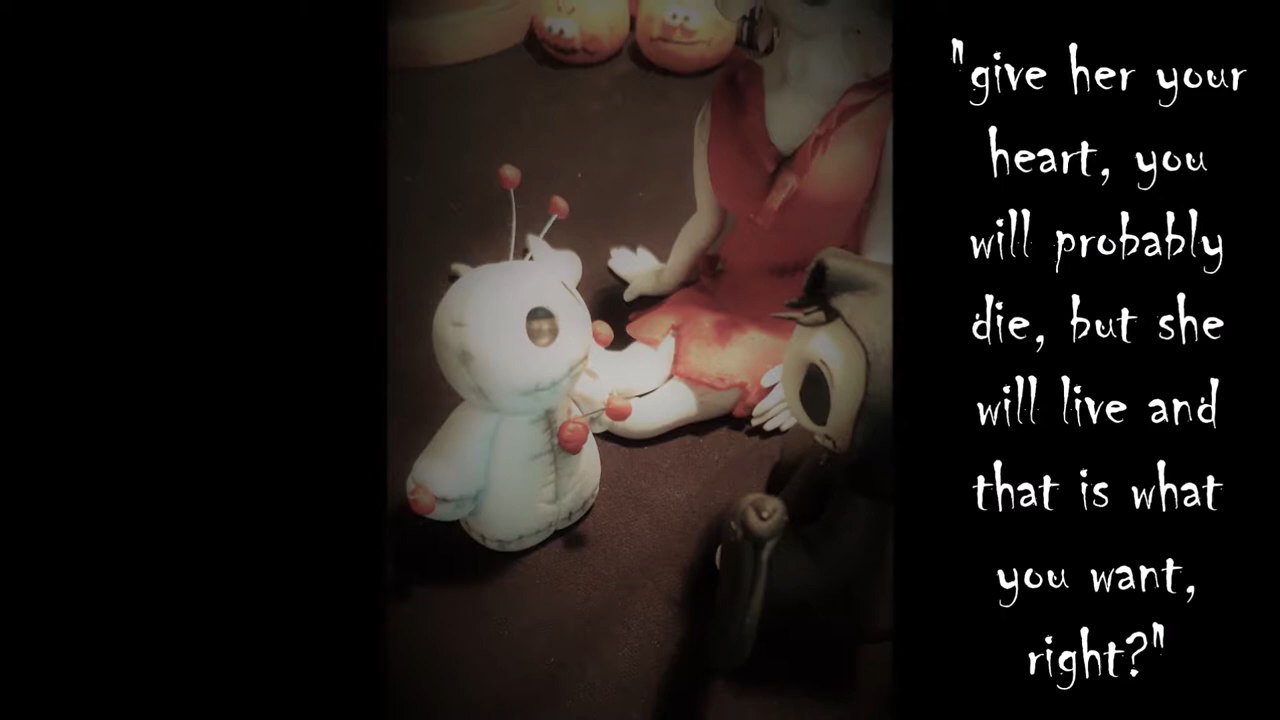 "give her your
heart, you
will probably
die, but she
will live and
that is what
you want,
right?"